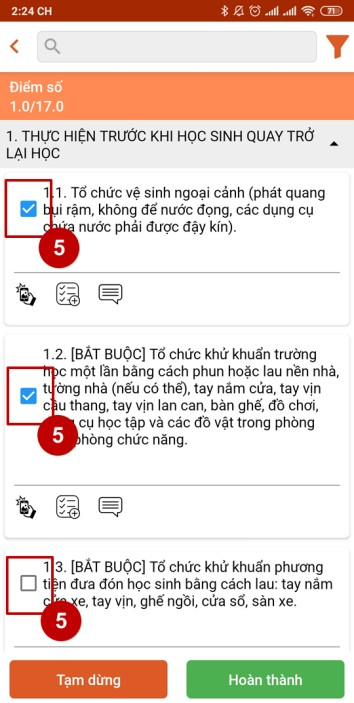 2:24 CH
71
Điểm số
1.0/17.0
1. THỰC HIỆN TRƯỚC KHI HỌC SINH QUAY TRỞ
LẠI HỌC
1.1. Tổ chức vệ sinh ngoại cảnh (phát quang
bụi rậm, không để nước đọng, các dụng cụ
chứa nước phải được đậy kín).
5
1.2. [BẮT BUỘC] Tổ chức khử khuẩn trường
học một lần bằng cách phun hoặc lau nền nhà,
tường nhà (nếu có thể), tay nắm cửa, tay vịn
cầu thang, tay vịn lan can, bàn ghế, đồ chơi,
cụ học tập và các đồ vật trong phòng
phòng chức năng.
5
1.3. [BẮT BUỘC] Tổ chức khử khuẩn phương
tiện đưa đón học sinh bằng cách lau: tay nắm
cửa xe, tay vịn, ghế ngồi, cửa sổ, sàn xe.
5
Tạm dừng
Hoàn thành